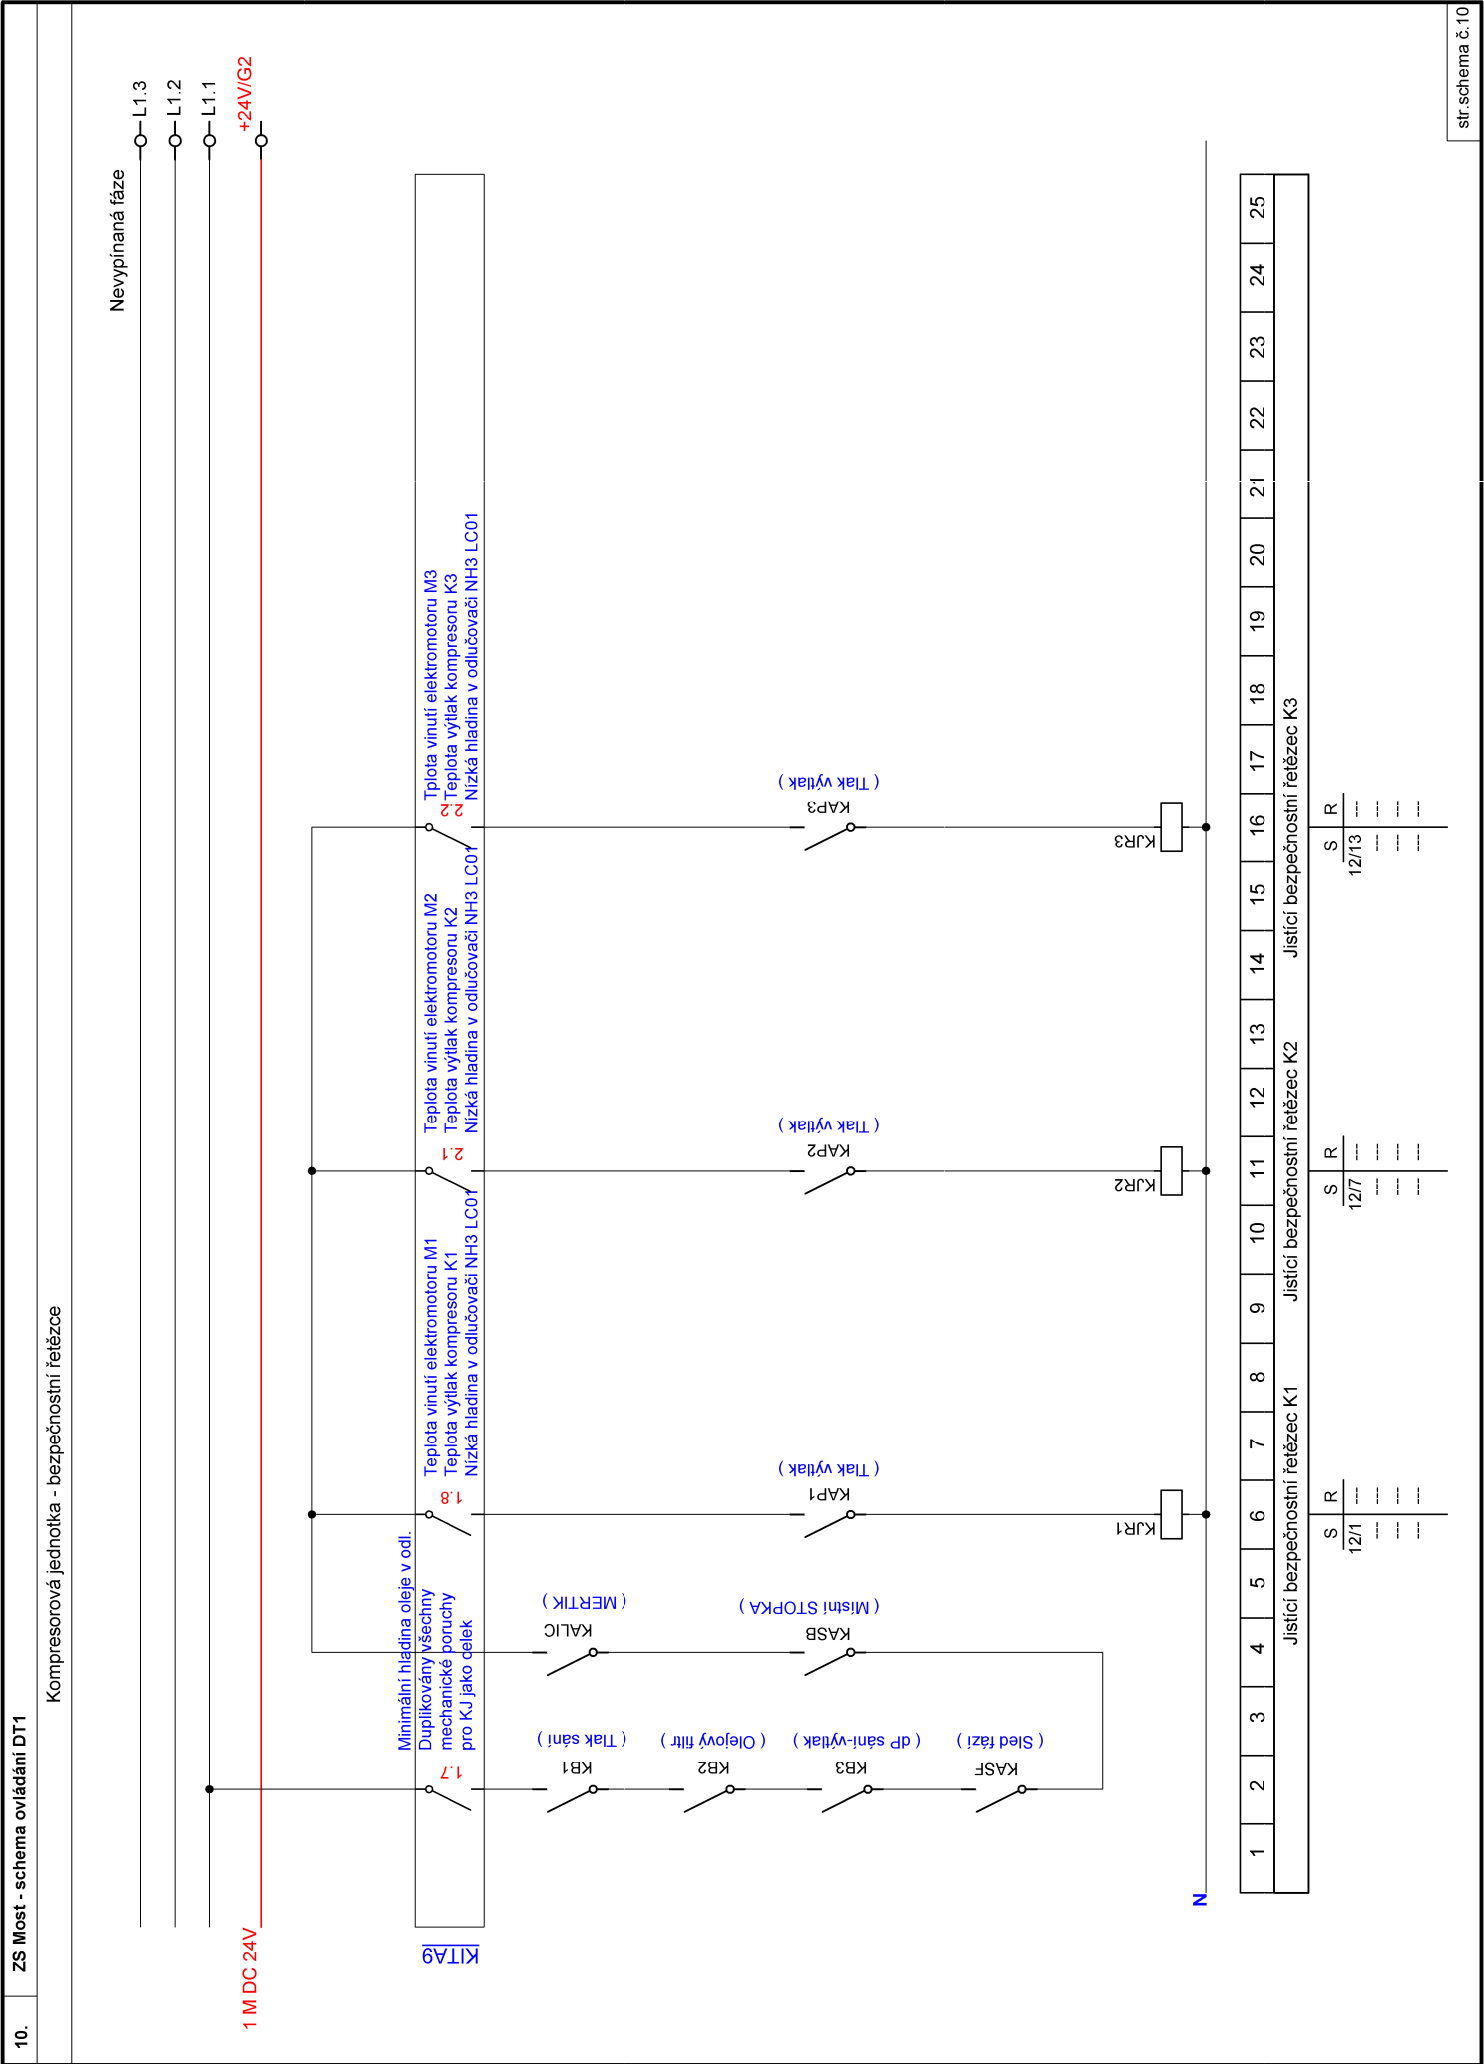 10.
ZS Most - schema ovládání DT1
Kompresorová jednotka - bezpečnostní řetězce
Nevypínaná fáze
L1.3
L1.2
L1.1
+24V/G2
1 M DC 24V
KITA9
Minimální hladina oleje v odl.
Duplikovány všechny
mechanické poruchy
pro KJ jako celek
1.7
Teplota vinutí elektromotoru M1
Teplota výtlak kompresoru K1
Nízká hladina v odlučovači NH3 LC01
1.8
Teplota vinutí elektromotoru M2
Teplota výtlak kompresoru K2
Nízká hladina v odlučovači NH3 LC01
2.1
Tplota vinutí elektromotoru M3
Teplota výtlak kompresoru K3
Nízká hladina v odlučovači NH3 LC01
2.2
KB1
( Tlak sání )
KB2
( Olejový filtr )
KB3
( dP sání-výtlak )
KASF
( Sled fází )
KALIC
( MERTIK )
KASB
( Místní STOPKA )
KAP1
( Tlak výtlak )
KAP2
( Tlak výtlak )
KAP3
( Tlak výtlak )
KJR1
KJR2
KJR3
N
1 2 3 4 5 6 7 8 9 10 11 12 13 14 15 16 17 18 19 20 21 22 23 24 25
Jistící bezpečnostní řetězec K1
Jistící bezpečnostní řetězec K2
Jistící bezpečnostní řetězec K3
S R
12/1 ----
---- ----
---- ----
---- ----
S R
12/7 ----
---- ----
---- ----
---- ----
S R
12/13 ----
---- ----
---- ----
---- ----
str.schema č.10